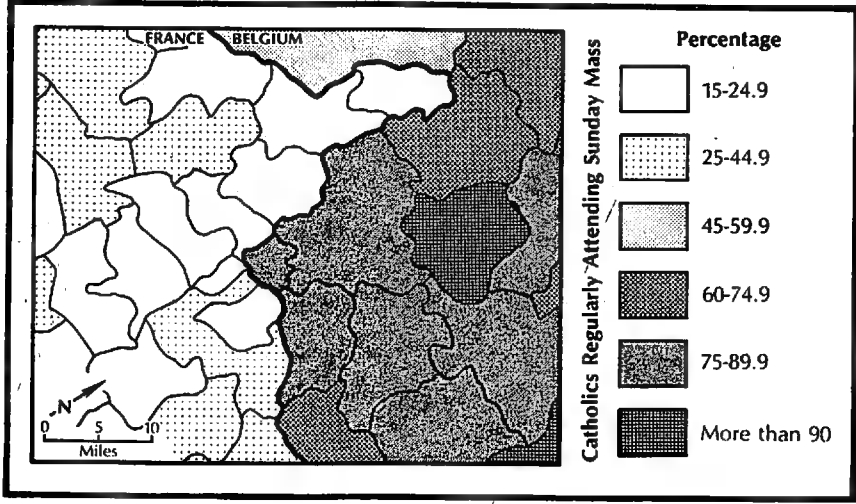 FRANCE BELGIUM
N
0 5 10
Miles
Catholics Regularly Attending Sunday Mass
Percentage
15-24.9
25-44.9
45-59.9
60-74.9
75-89.9
More than 90